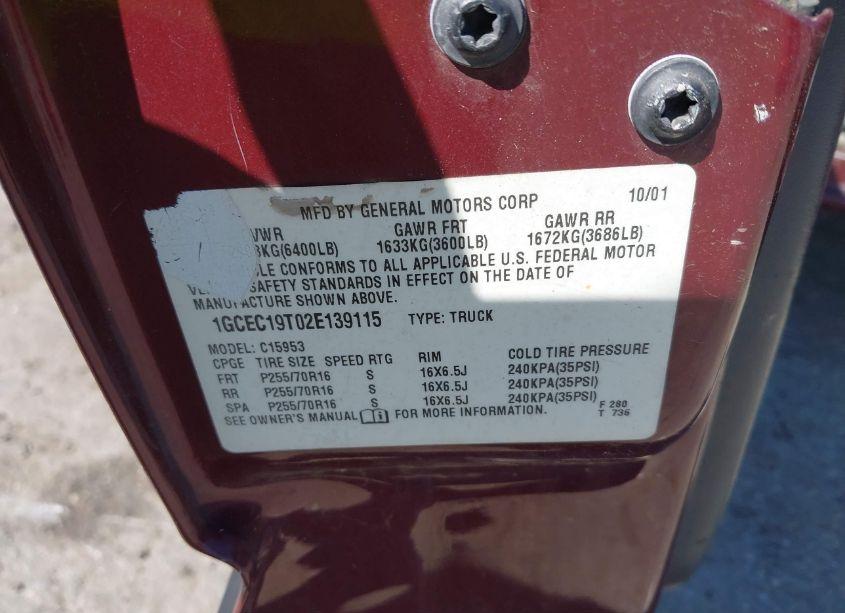 MFD BY GENERAL MOTORS CORP 10/01
VWR GAWR FRT GAWR RR
KG(6400LB) 1633KG(3600LB) 1672KG(3686LB)
CONFORMS TO ALL APPLICABLE U.S. FEDERAL MOTOR
SAFETY STANDARDS IN EFFECT ON THE DATE OF
MANUFACTURE SHOWN ABOVE.
1GCEC19T02E139115 TYPE: TRUCK
MODEL: C15953
CPGE TIRE SIZE SPEED RTG RIM COLD TIRE PRESSURE
FRT P255/70R16 S 16X6.5J 240KPA(35PSI)
RR P255/70R16 S 16X6.5J 240KPA(35PSI)
SPA P255/70R16 S 16X6.5J 240KPA(35PSI)
SEE OWNER'S MANUAL FOR MORE INFORMATION.
F 280
T 736